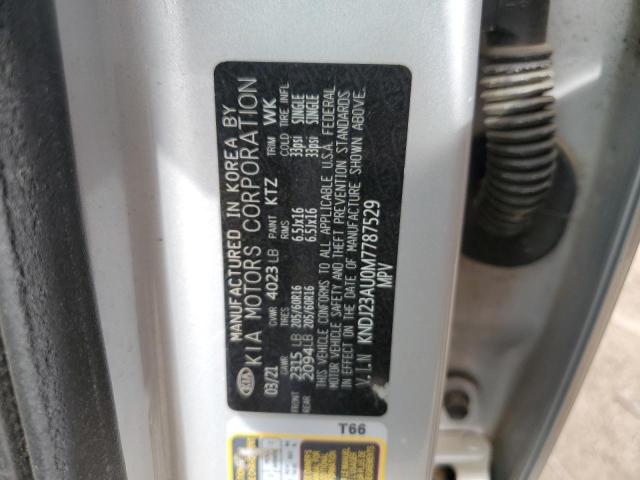 MANUFACTURED IN KOREA BY
KIA KIA MOTORS CORPORATION
03/21 GVWR 4023 LB PAINT KTZ TRIM WK
GAWR TIRES RIMS COLD TIRE INFL
FRONT 2315 LB 205/60R16 6.5Jx16 33psi SINGLE
REAR 2094 LB 205/60R16 6.5Jx16 33psi SINGLE
THIS VEHICLE CONFORMS TO ALL APPLICABLE U.S.A. FEDERAL
MOTOR VEHICLE SAFETY AND THEFT PREVENTION STANDARDS
IN EFFECT ON THE DATE OF MANUFACTURE SHOWN ABOVE.
V.I.N KNDJ23AU0M7787529
MPV
T66